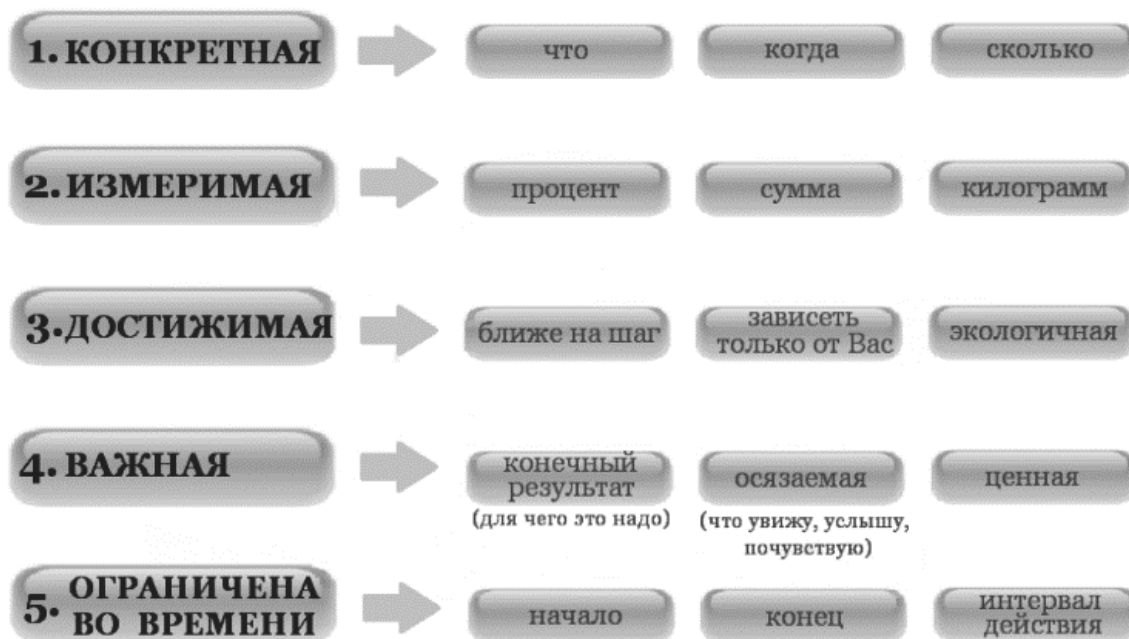 1. КОНКРЕТНАЯ
что
когда
сколько
2. ИЗМЕРИМАЯ
процент
сумма
килограмм
3. ДОСТИЖИМАЯ
ближе на шаг
зависеть
только от Вас
экологичная
4. ВАЖНАЯ
конечный
результат
(для чего это надо)
осязаемая
(что увижу, услышу,
почувствую)
ценная
5. ОГРАНИЧЕНА
ВО ВРЕМЕНИ
начало
конец
интервал
действия